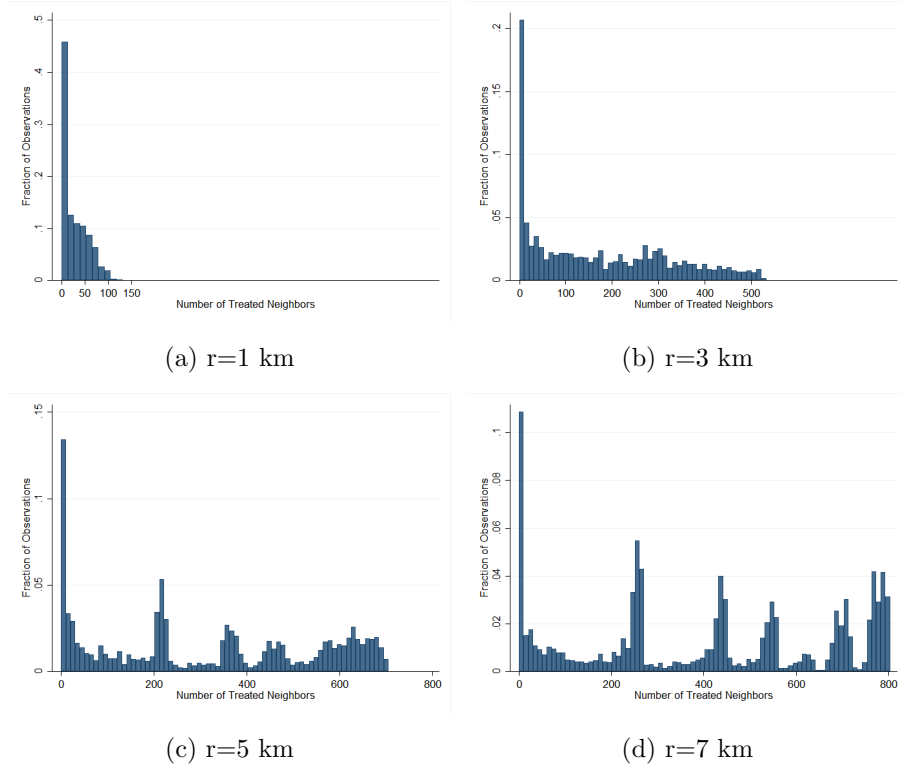 .5
.4
.3
.2
.1
0
Fraction of Observations
0 50 100 150
Number of Treated Neighbors
(a) r=1 km
.2
.15
.1
.05
0
Fraction of Observations
0 100 200 300 400 500
Number of Treated Neighbors
(b) r=3 km
.15
.1
.05
0
Fraction of Observations
0 200 400 600 800
Number of Treated Neighbors
(c) r=5 km
.1
.08
.06
.04
.02
0
Fraction of Observations
0 200 400 600 800
Number of Treated Neighbors
(d) r=7 km